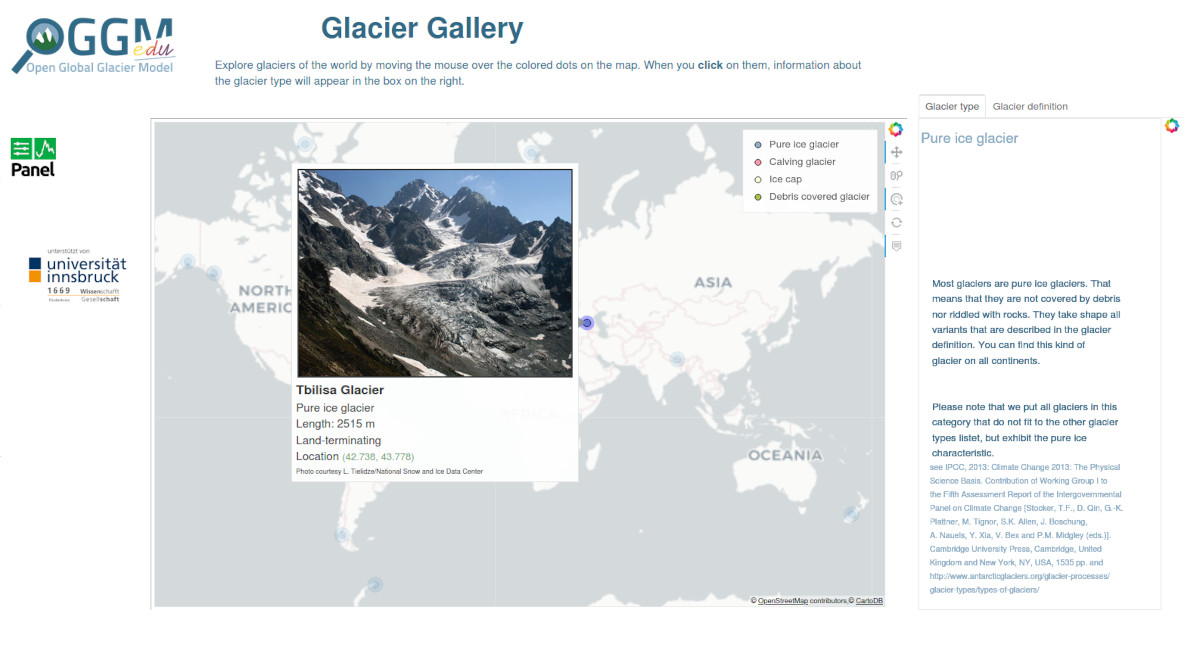 OGGM
edu
Open Global Glacier Model
Glacier Gallery
Explore glaciers of the world by moving the mouse over the colored dots on the map. When you click on them, information about
the glacier type will appear in the box on the right.
Panel
unterstützt von
universität
innsbruck
1669 Wissenschafft
Gesellschaft
Pure ice glacier
Calving glacier
Ice cap
Debris covered glacier
NORTH
AMERIC
ASIA
AFRICA
OCEANIA
Tbilisa Glacier
Pure ice glacier
Length: 2515 m
Land-terminating
Location (42.738, 43.778)
Photo courtesy L. Tielidze/National Snow and Ice Data Center
© OpenStreetMap contributors,© CartoDB
Glacier type Glacier definition
Pure ice glacier
Most glaciers are pure ice glaciers. That
means that they are not covered by debris
nor riddled with rocks. They take shape all
variants that are described in the glacier
definition. You can find this kind of
glacier on all continents.
Please note that we put all glaciers in this
category that do not fit to the other glacier
types listet, but exhibit the pure ice
characteristic.
see IPCC, 2013: Climate Change 2013: The Physical
Science Basis. Contribution of Working Group I to
the Fifth Assessment Report of the Intergovernmental
Panel on Climate Change [Stocker, T.F., D. Qin, G.-K.
Plattner, M. Tignor, S.K. Allen, J. Boschung,
A. Nauels, Y. Xia, V. Bex and P.M. Midgley (eds.)].
Cambridge University Press, Cambridge, United
Kingdom and New York, NY, USA, 1535 pp. and
http://www.antarcticglaciers.org/glacier-processes/
glacier-types/types-of-glaciers/